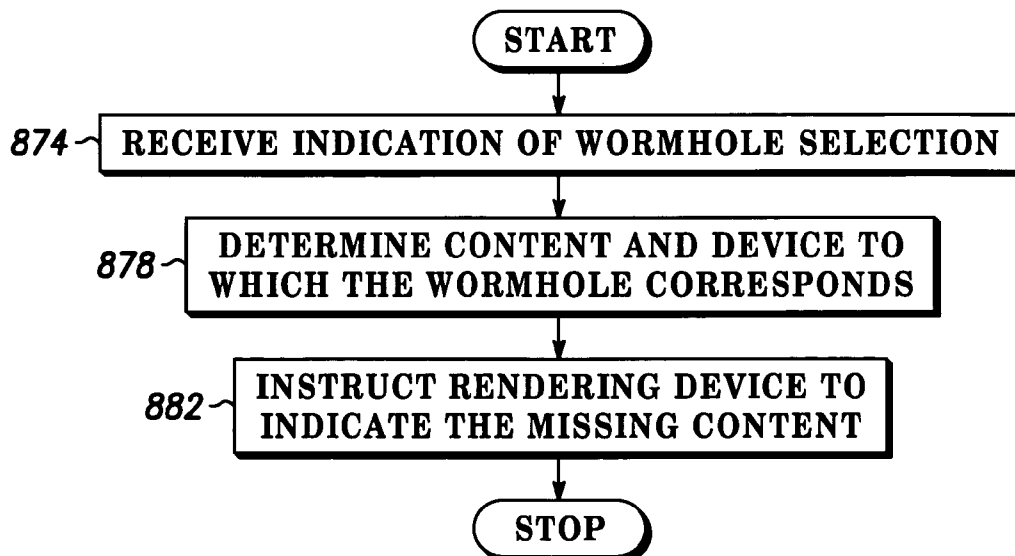 START
874
RECEIVE INDICATION OF WORMHOLE SELECTION
878
DETERMINE CONTENT AND DEVICE TO
WHICH THE WORMHOLE CORRESPONDS
882
INSTRUCT RENDERING DEVICE TO
INDICATE THE MISSING CONTENT
STOP